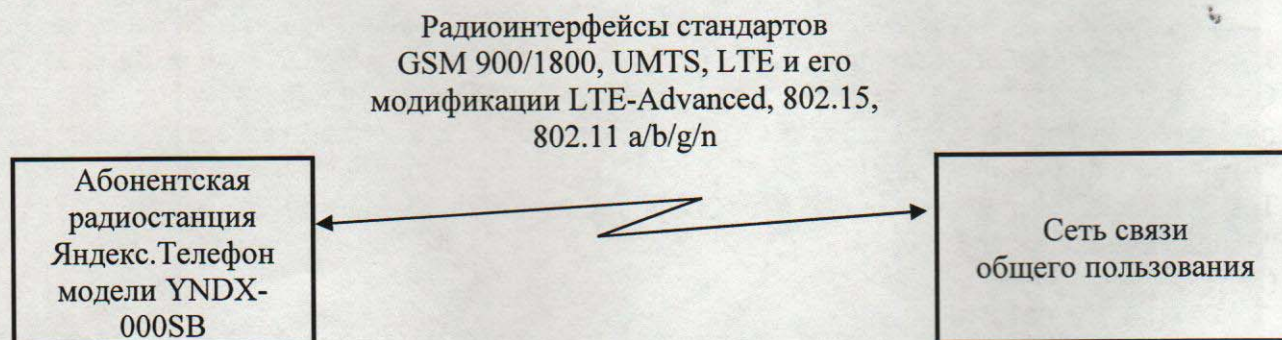 Радиоинтерфейсы стандартов
GSM 900/1800, UMTS, LTE и его
модификации LTE-Advanced, 802.15,
802.11 a/b/g/n
Абонентская
радиостанция
Яндекс.Телефон
модели YNDX-
000SB
Сеть связи
общего пользования